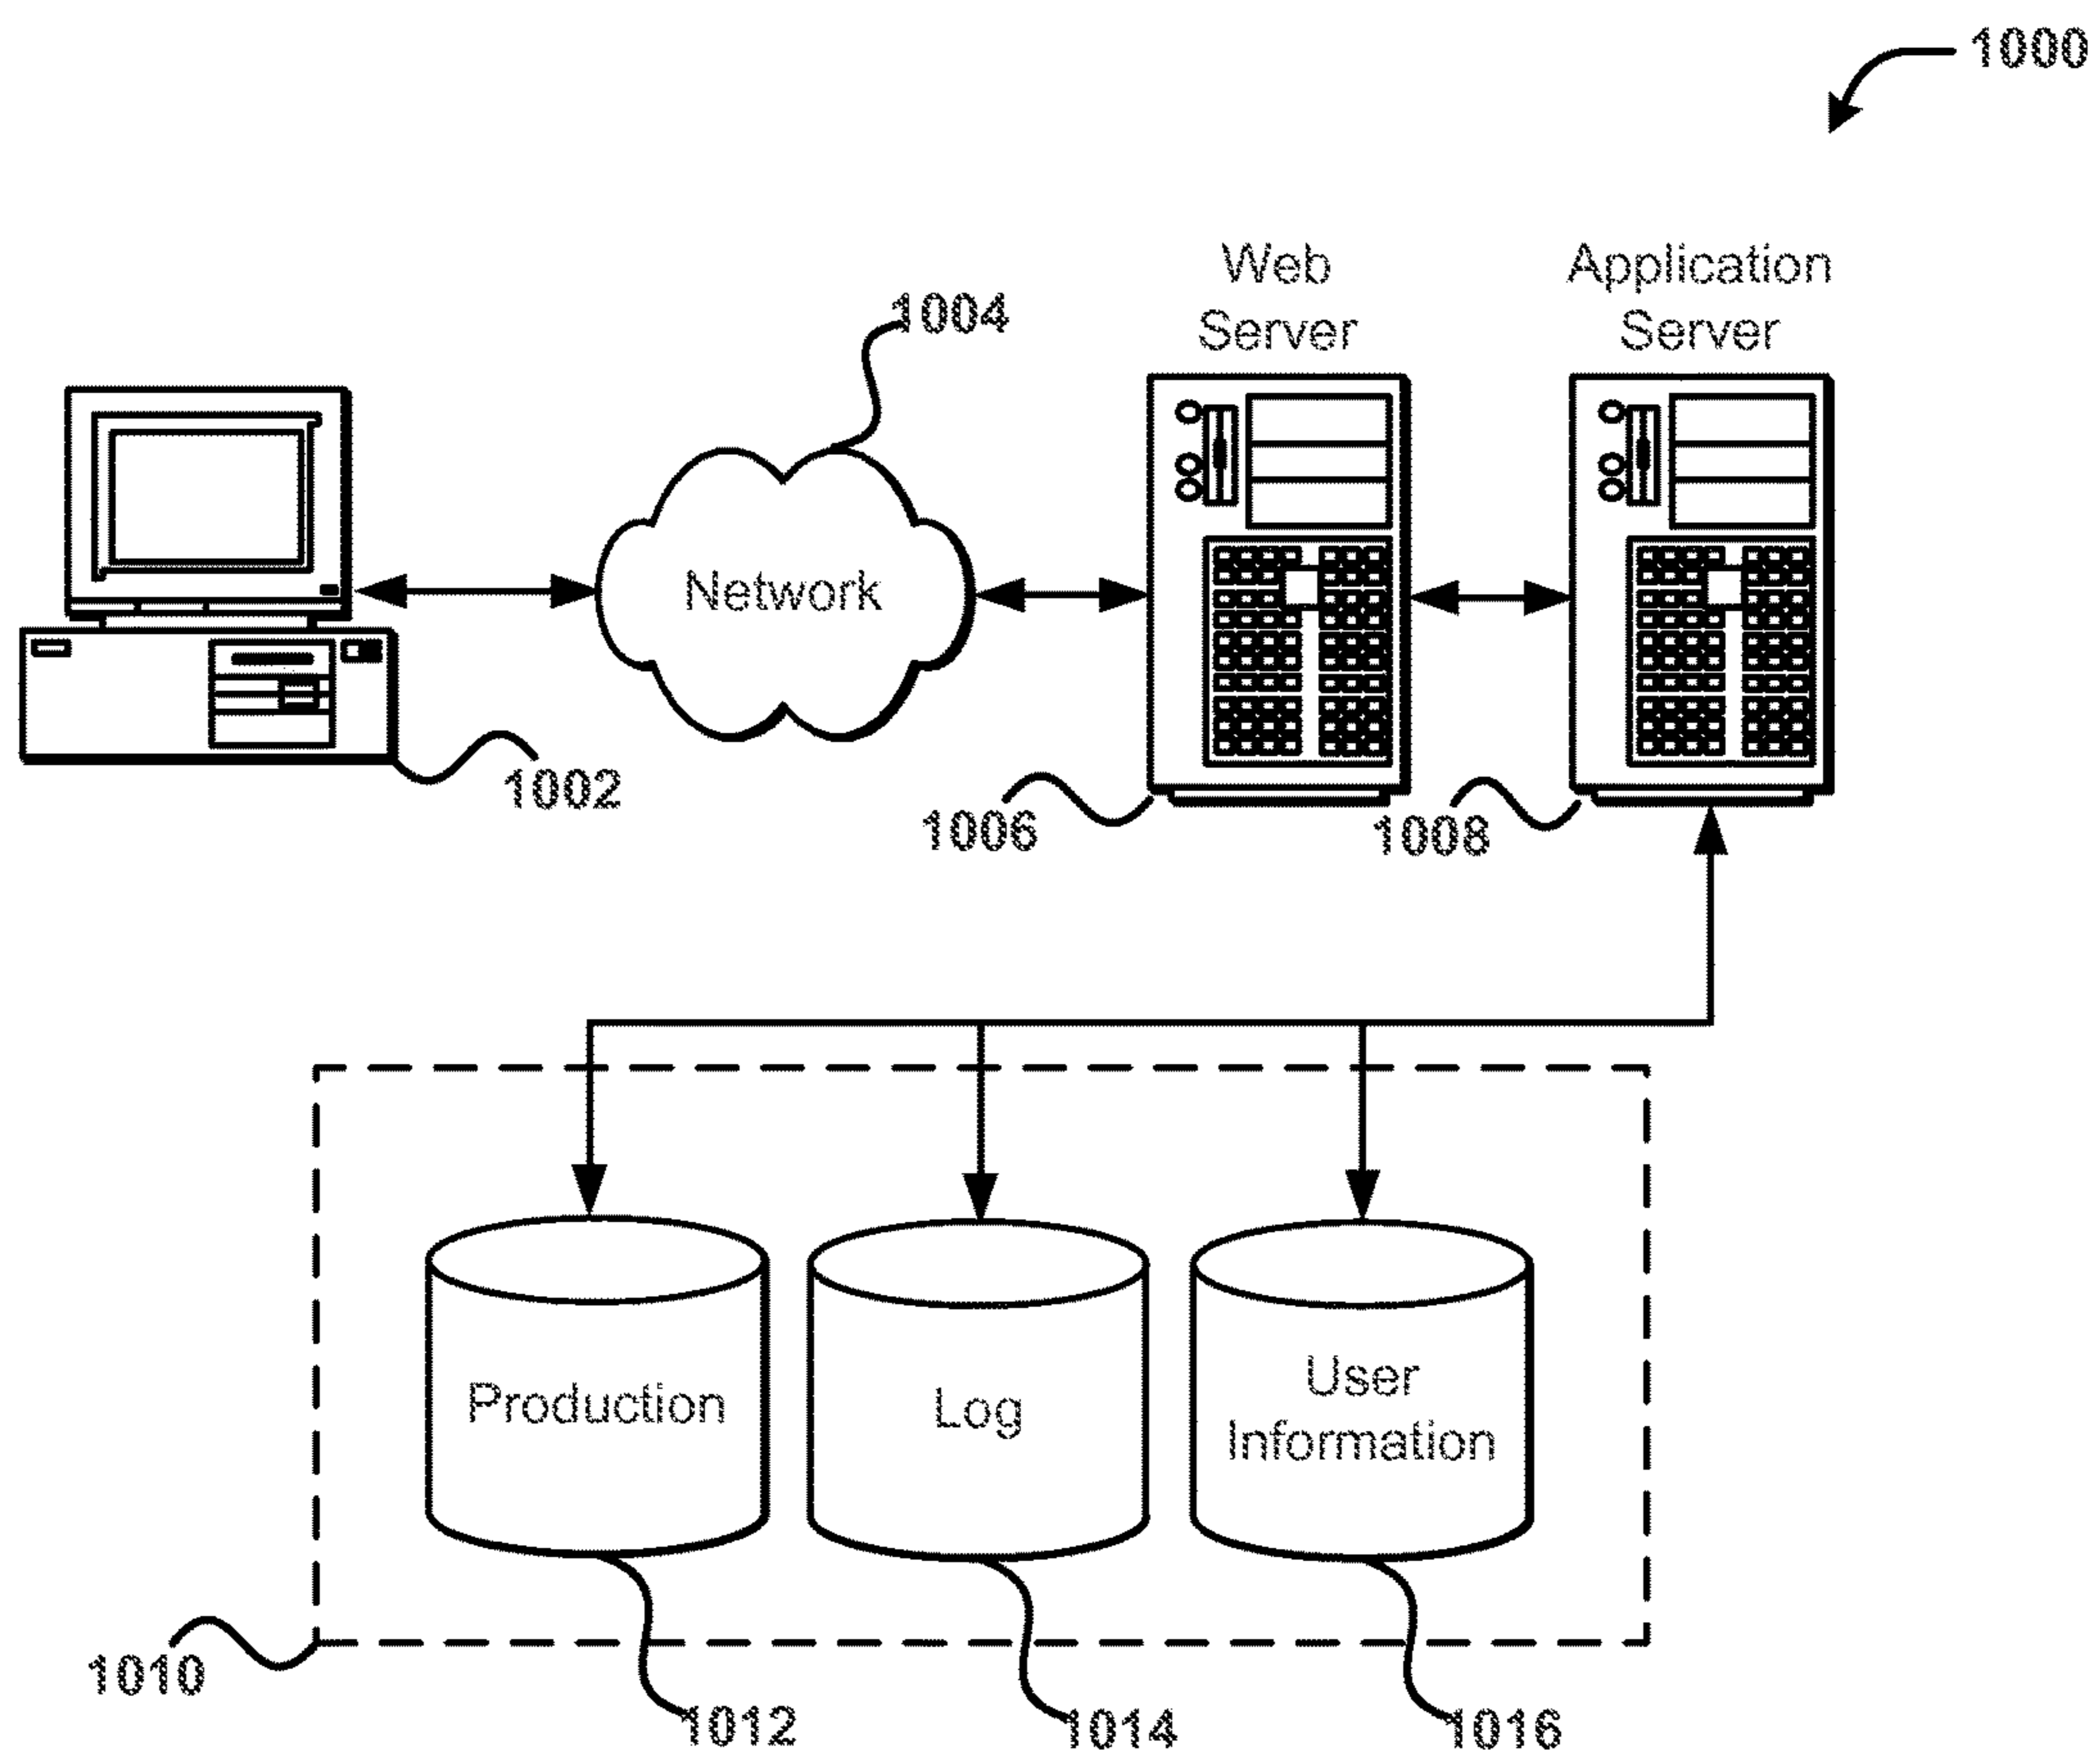 1000
Web
Server
Application
Server
1004
Network
1002
1006
1008
Production
Log
User
Information
1010
1012
1014
1016